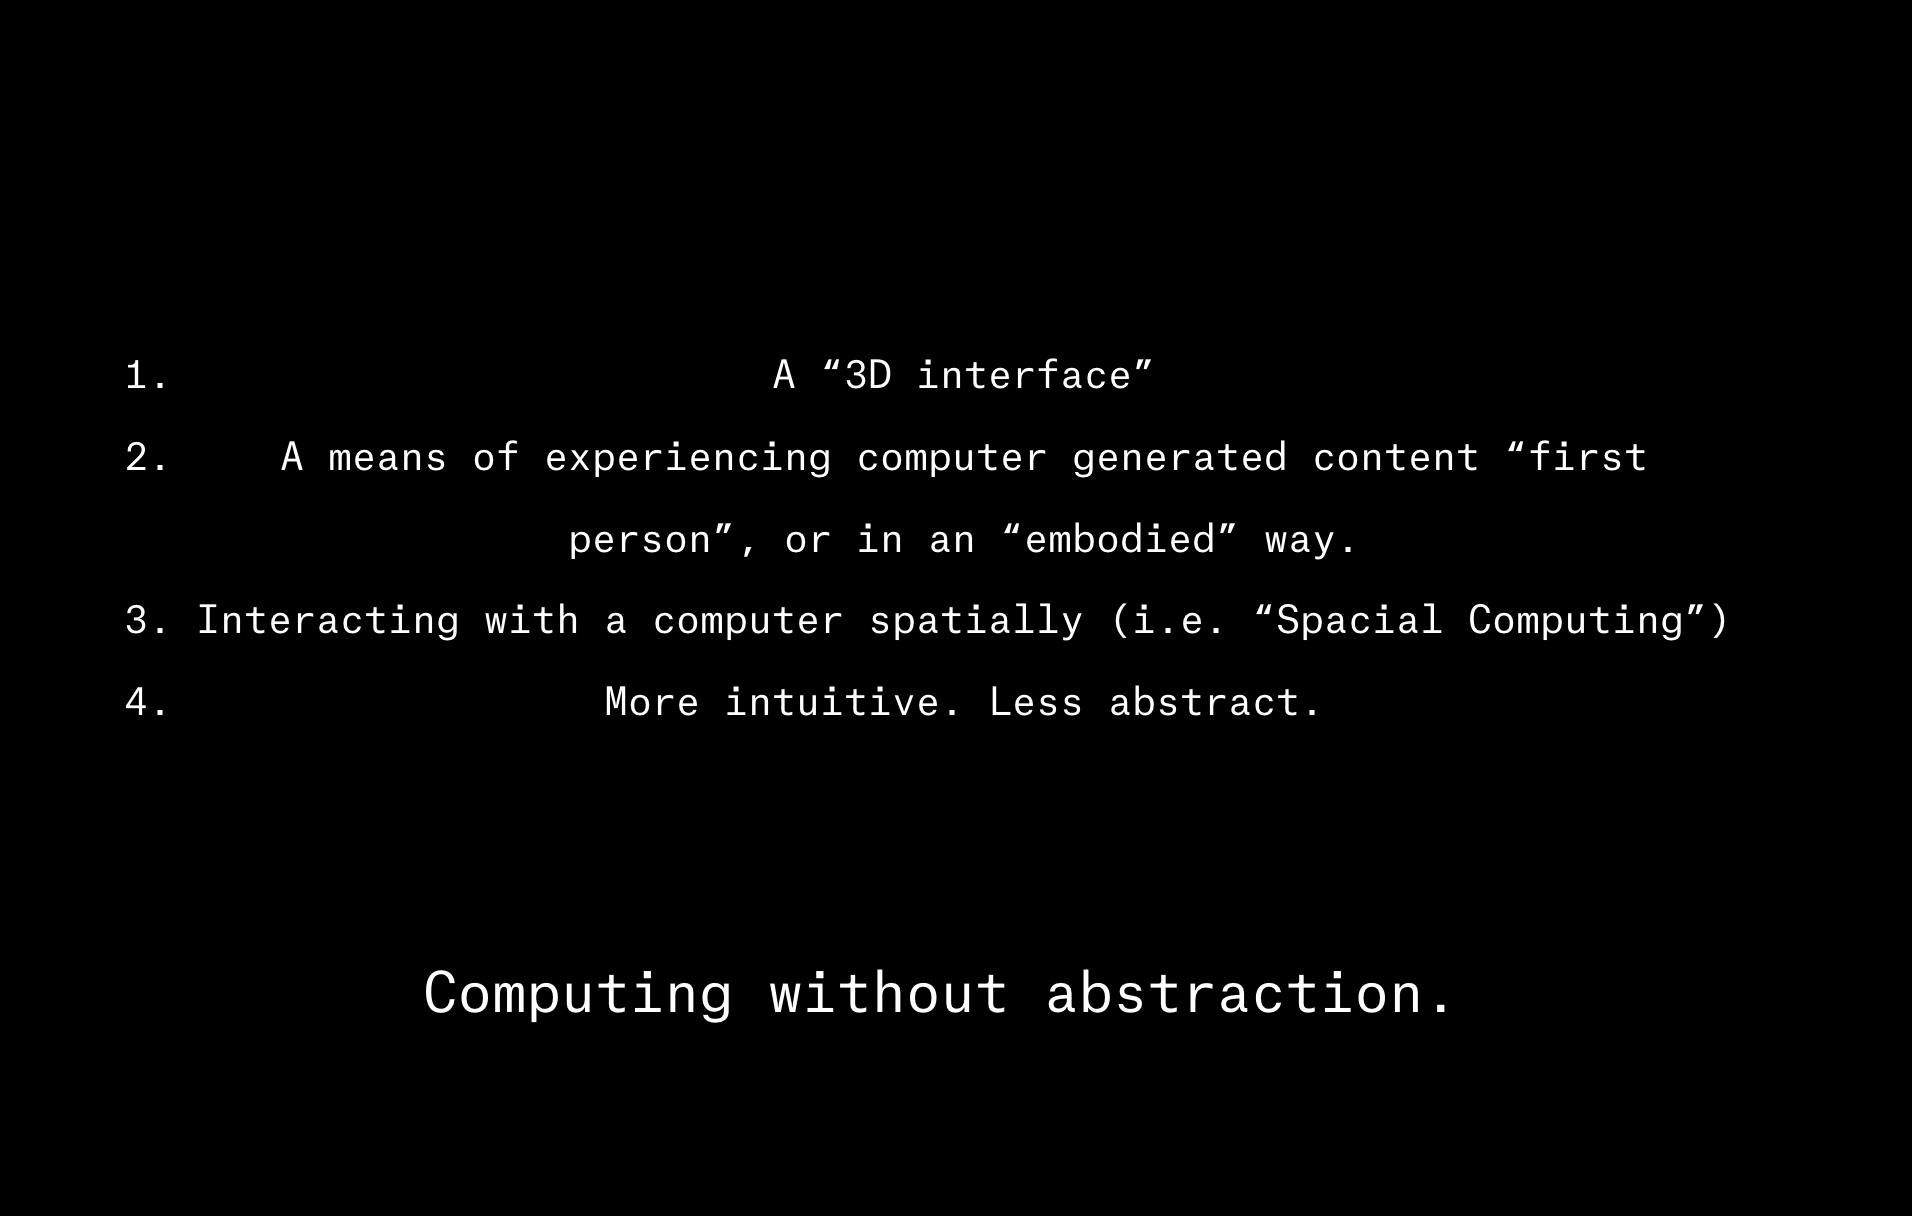 1. A “3D interface”
2. A means of experiencing computer generated content “first
person”, or in an “embodied” way.
3. Interacting with a computer spatially (i.e. “Spacial Computing”)
4. More intuitive. Less abstract.
Computing without abstraction.